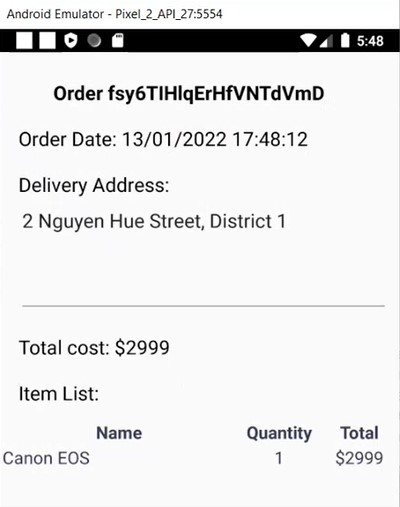 Android Emulator - Pixel_2_API_27:5554
5:48
Order fsy6TIHlqErHfVNTdVmD
Order Date: 13/01/2022 17:48:12
Delivery Address:
2 Nguyen Hue Street, District 1
Total cost: $2999
Item List:
Name Quantity Total
Canon EOS 1 $2999